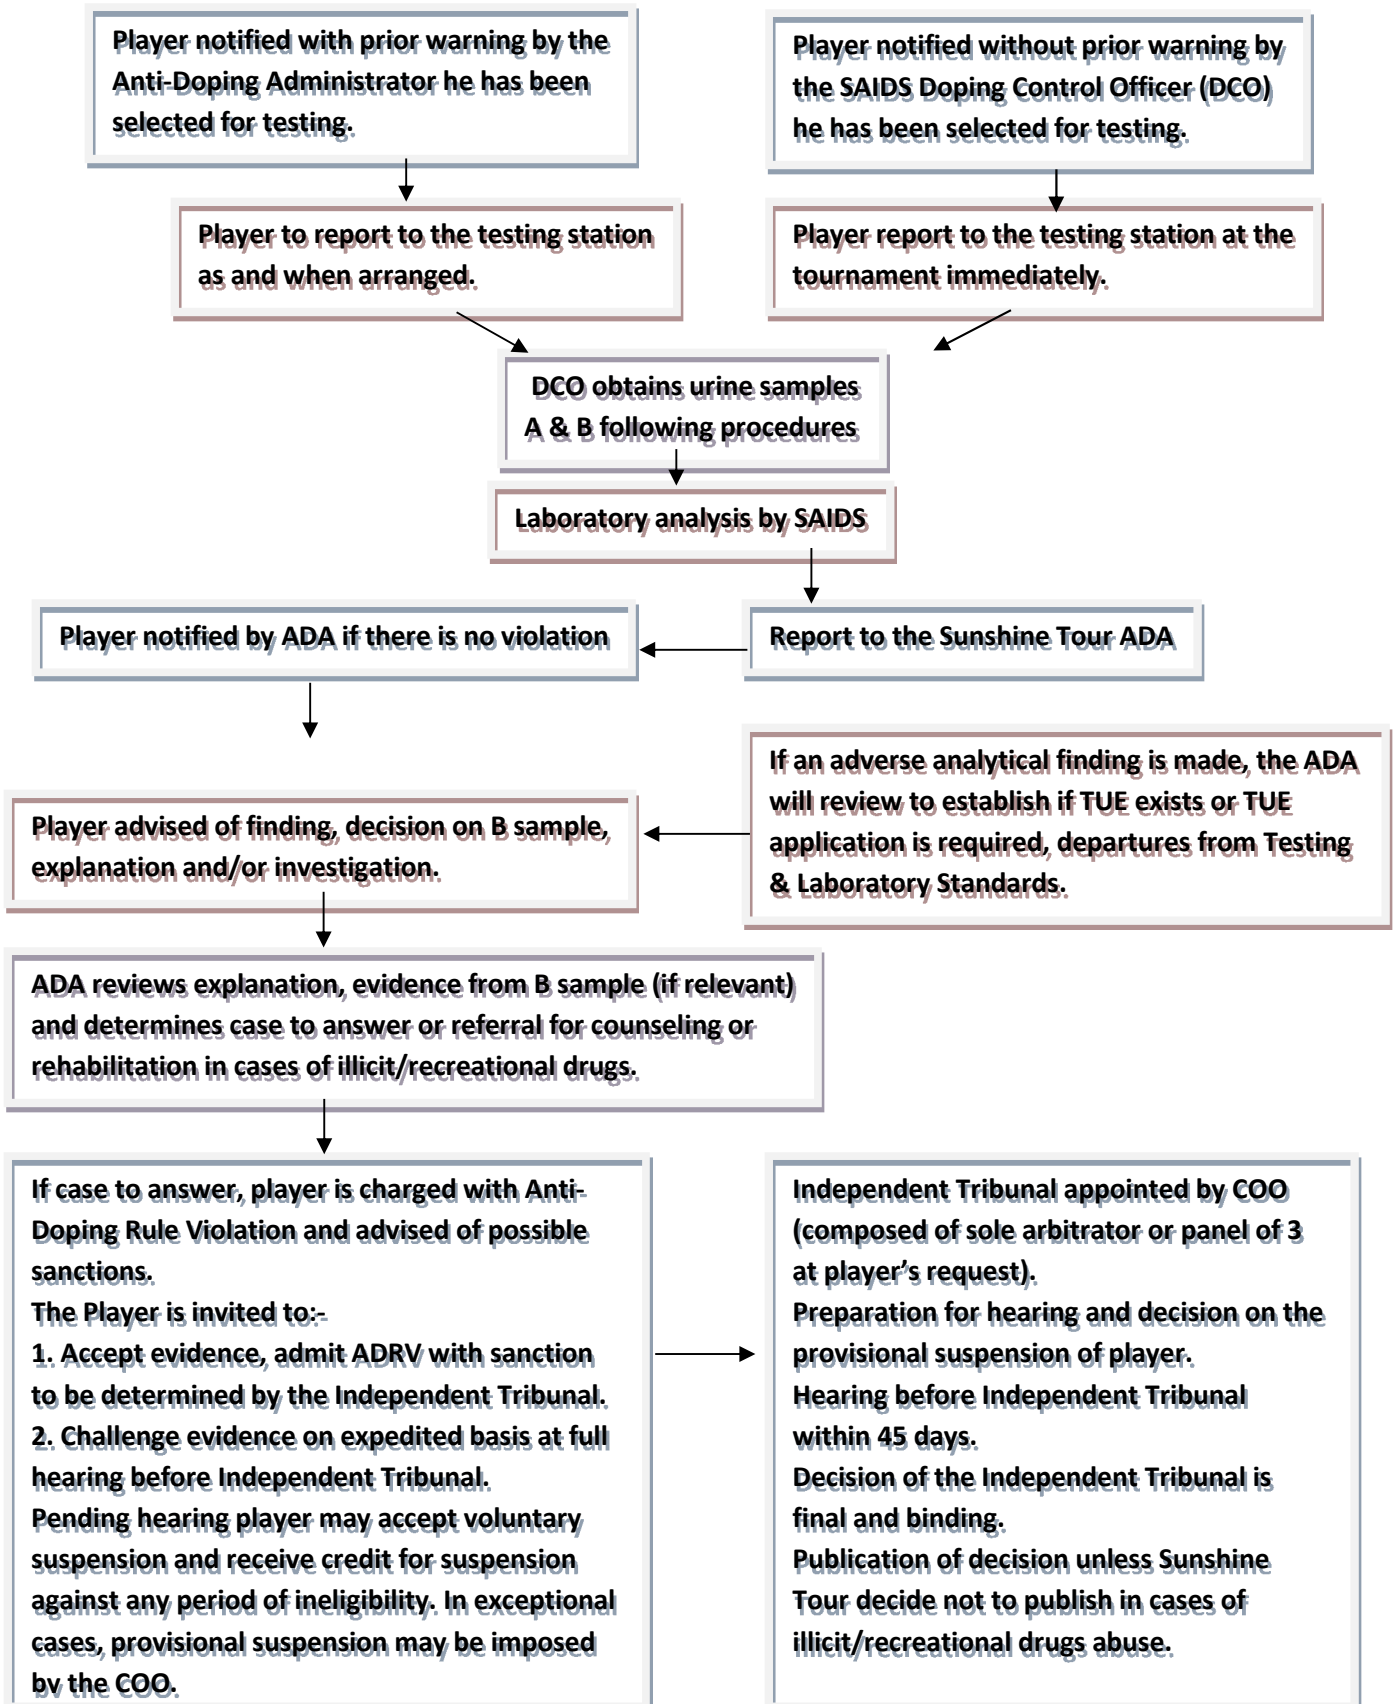 Player notified with prior warning by the
Anti-Doping Administrator he has been
selected for testing.
Player notified without prior warning by
the SAIDS Doping Control Officer (DCO)
he has been selected for testing.
Player to report to the testing station
as and when arranged.
Player report to the testing station at the
tournament immediately.
DCO obtains urine samples
A & B following procedures
Laboratory analysis by SAIDS
Player notified by ADA if there is no violation
Report to the Sunshine Tour ADA
If an adverse analytical finding is made, the ADA
will review to establish if TUE exists or TUE
application is required, departures from Testing
& Laboratory Standards.
Player advised of finding, decision on B sample,
explanation and/or investigation.
ADA reviews explanation, evidence from B sample (if relevant)
and determines case to answer or referral for counseling or
rehabilitation in cases of illicit/recreational drugs.
If case to answer, player is charged with Anti-
Doping Rule Violation and advised of possible
sanctions.
The Player is invited to:-
1. Accept evidence, admit ADRV with sanction
to be determined by the Independent Tribunal.
2. Challenge evidence on expedited basis at full
hearing before Independent Tribunal.
Pending hearing player may accept voluntary
suspension and receive credit for suspension
against any period of ineligibility. In exceptional
cases, provisional suspension may be imposed
by the COO.
Independent Tribunal appointed by COO
(composed of sole arbitrator or panel of 3
at player’s request).
Preparation for hearing and decision on the
provisional suspension of player.
Hearing before Independent Tribunal
within 45 days.
Decision of the Independent Tribunal is
final and binding.
Publication of decision unless Sunshine
Tour decide not to publish in cases of
illicit/recreational drugs abuse.